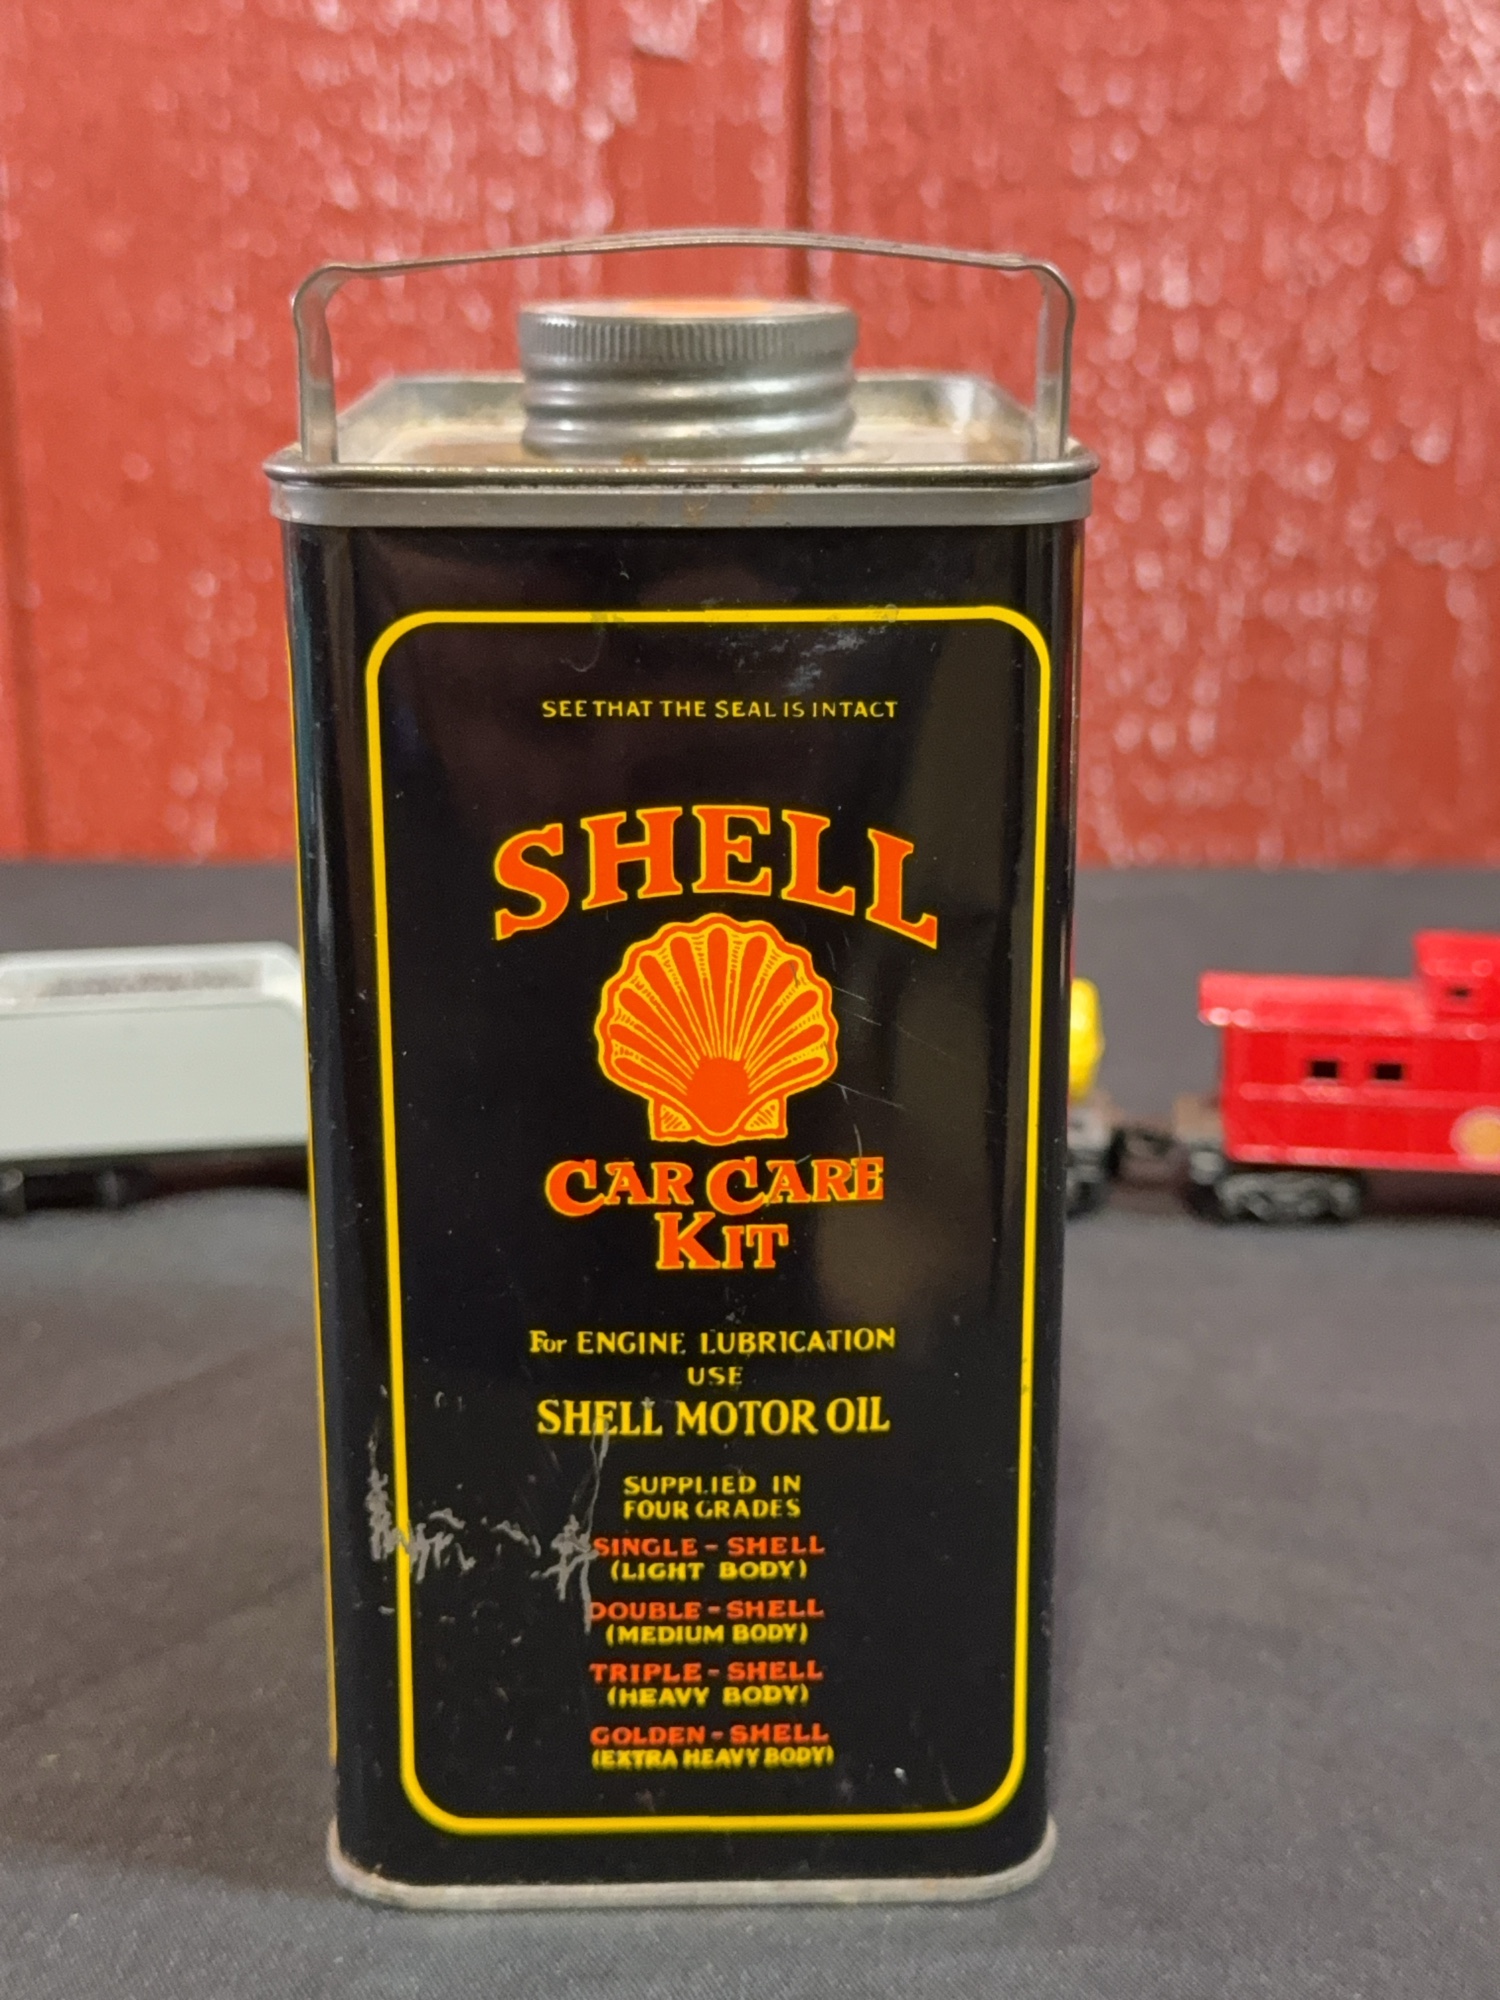 SEE THAT THE SEAL IS INTACT
SHELL
CAR CARE
KIT
For ENGINE LUBRICATION
USE
SHELL MOTOR OIL
SUPPLIED IN
FOUR GRADES
SINGLE - SHELL
(LIGHT BODY)
DOUBLE - SHELL
(MEDIUM BODY)
TRIPLE - SHELL
(HEAVY BODY)
GOLDEN - SHELL
(EXTRA HEAVY BODY)